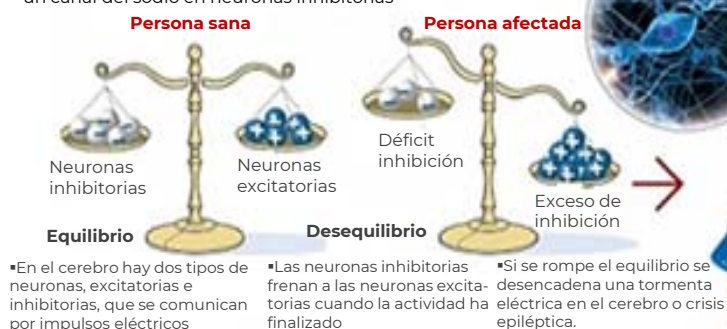 un canal del sodio en neuronas inhibitorias
Persona sana
Persona afectada
Neuronas
inhibitorias
Neuronas
excitatorias
Déficit
inhibición
Exceso de
inhibición
Equilibrio
Desequilibrio
▪En el cerebro hay dos tipos de
neuronas, excitatorias e
inhibitorias, que se comunican
por impulsos eléctricos
▪Las neuronas inhibitorias
frenan a las neuronas excita-
torias cuando la actividad ha
finalizado
▪Si se rompe el equilibrio se
desencadena una tormenta
eléctrica en el cerebro o crisis
epiléptica.